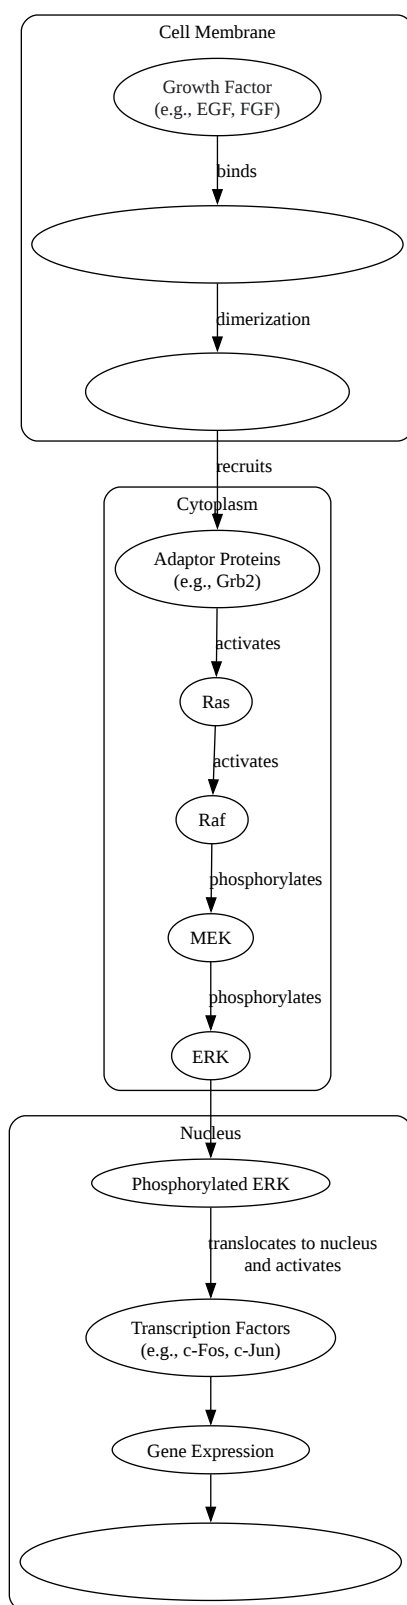 Cell Membrane
Growth Factor
(e.g., EGF, FGF)
binds
dimerization
recruits
Cytoplasm
Adaptor Proteins
(e.g., Grb2)
activates
Ras
activates
Raf
phosphorylates
MEK
phosphorylates
ERK
Nucleus
Phosphorylated ERK
translocates to nucleus
and activates
Transcription Factors
(e.g., c-Fos, c-Jun)
Gene Expression